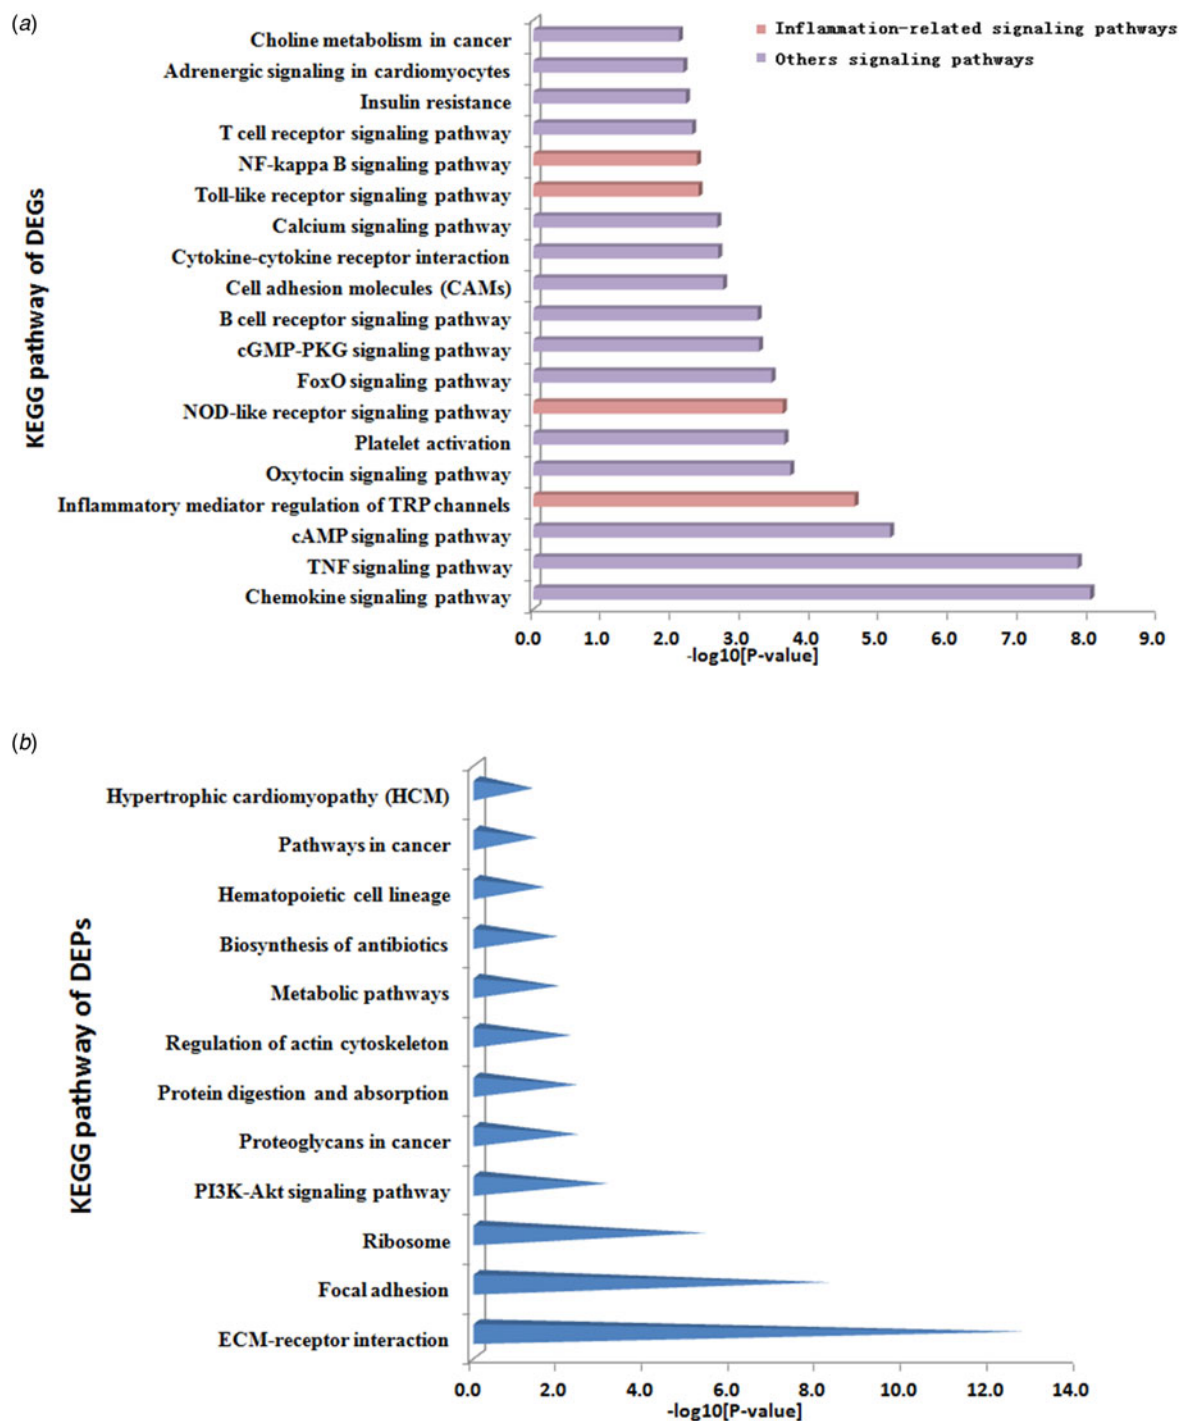 (a)
Inflammation-related signaling pathways
Others signaling pathways
KEGG pathway of DEGs
Choline metabolism in cancer
Adrenergic signaling in cardiomyocytes
Insulin resistance
T cell receptor signaling pathway
NF-kappa B signaling pathway
Toll-like receptor signaling pathway
Calcium signaling pathway
Cytokine-cytokine receptor interaction
Cell adhesion molecules (CAMs)
B cell receptor signaling pathway
cGMP-PKG signaling pathway
FoxO signaling pathway
NOD-like receptor signaling pathway
Platelet activation
Oxytocin signaling pathway
Inflammatory mediator regulation of TRP channels
cAMP signaling pathway
TNF signaling pathway
Chemokine signaling pathway
0.0 1.0 2.0 3.0 4.0 5.0 6.0 7.0 8.0 9.0
-log10[P-value]
(b)
KEGG pathway of DEPs
Hypertrophic cardiomyopathy (HCM)
Pathways in cancer
Hematopoietic cell lineage
Biosynthesis of antibiotics
Metabolic pathways
Regulation of actin cytoskeleton
Protein digestion and absorption
Proteoglycans in cancer
PI3K-Akt signaling pathway
Ribosome
Focal adhesion
ECM-receptor interaction
0.0 2.0 4.0 6.0 8.0 10.0 12.0 14.0
-log10[P-value]